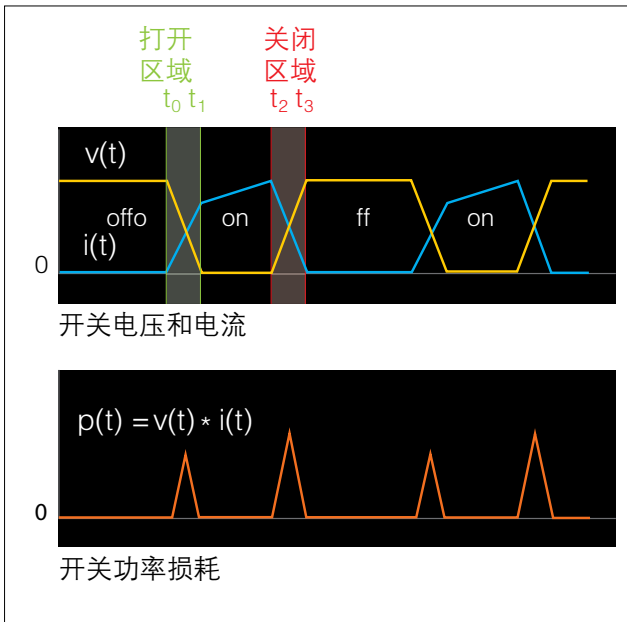 打开
区域
t₀ t₁
关闭
区域
t₂ t₃
v(t)
offo
on
ff
on
i(t)
0
开关电压和电流
p(t) = v(t) * i(t)
0
开关功率损耗